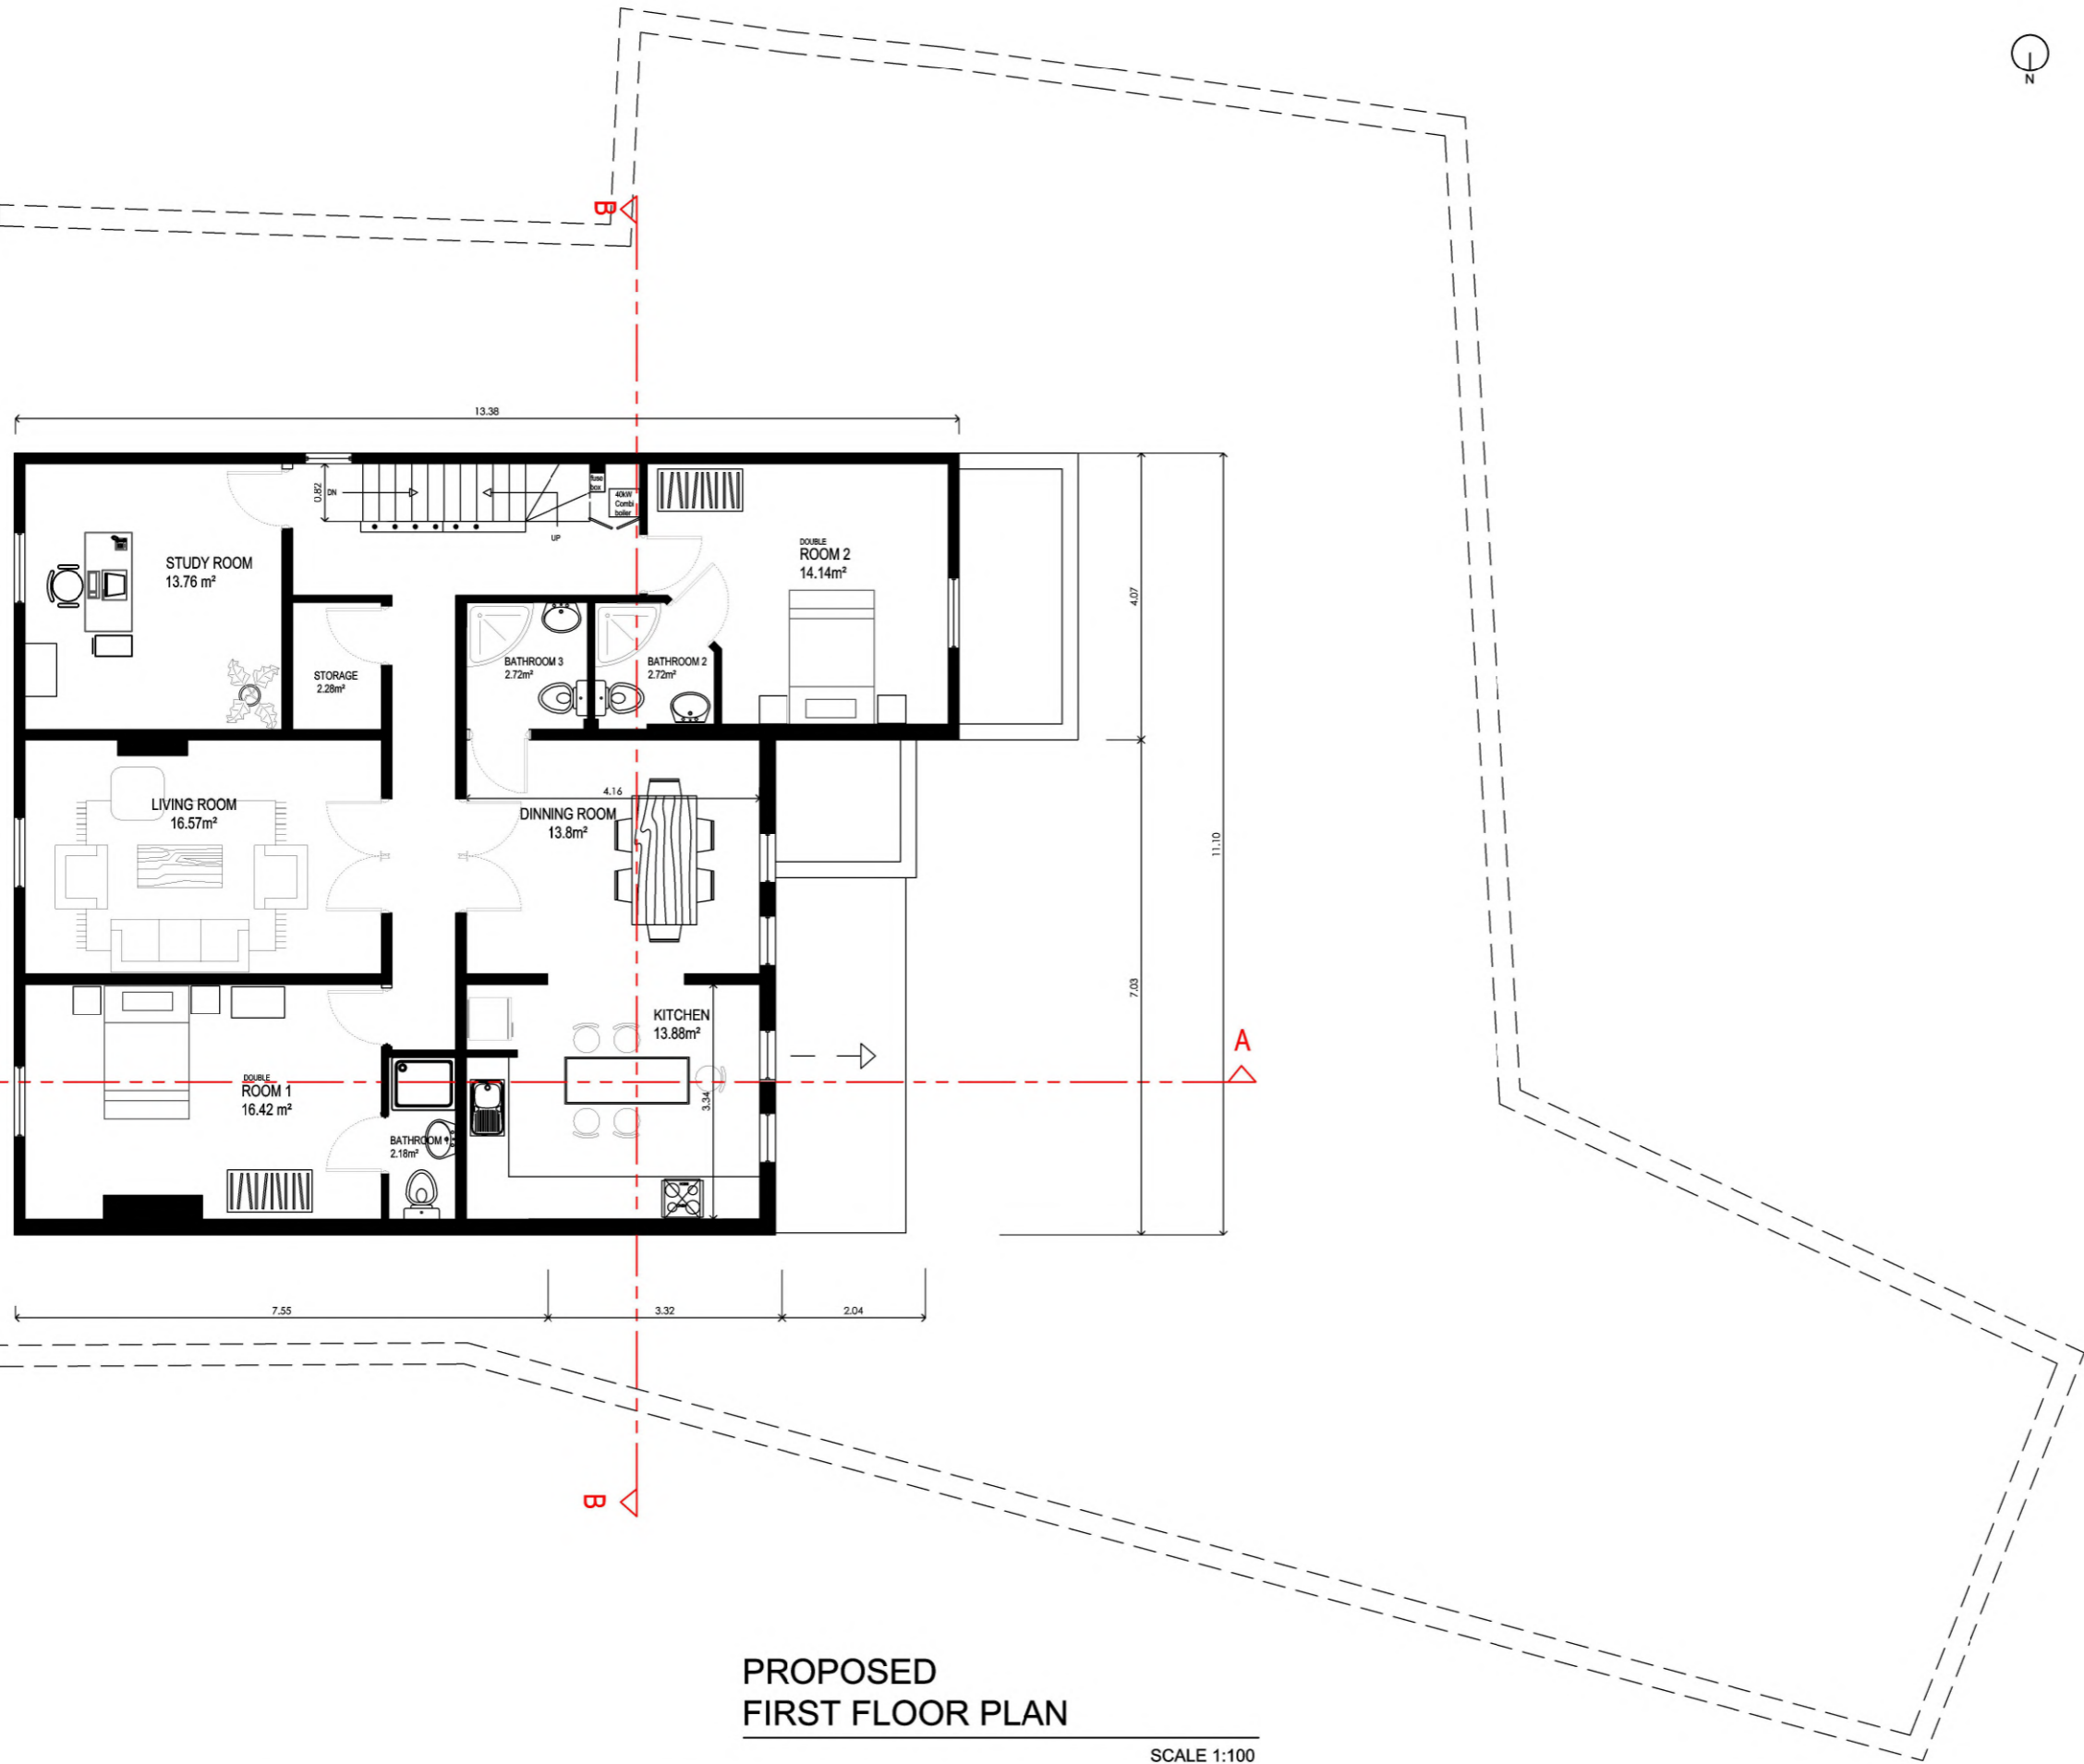 N
B
13.38
0.82
DN
fuse
box
40kW
Combi
boiler
UP
STUDY ROOM
13.76 m²
DOUBLE
ROOM 2
14.14m²
4.07
STORAGE
2.28m²
BATHROOM 3
2.72m²
BATHROOM 2
2.72m²
LIVING ROOM
16.57m²
4.16
DINNING ROOM
13.8m²
11.10
7.03
KITCHEN
13.88m²
A
DOUBLE
ROOM 1
16.42 m²
3.34
BATHROOM 1
2.18m²
7.55
3.32
2.04
B
PROPOSED
FIRST FLOOR PLAN
SCALE 1:100